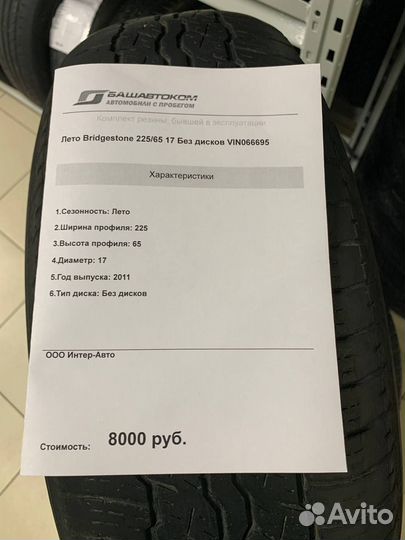 БАШАВТОКОМ
АВТОМОБИЛИ С ПРОБЕГОМ
Комплект резины, бывшей в эксплуатации
Лето Bridgestone 225/65 17 Без дисков VIN066695
Характеристики
1.Сезонность: Лето
2.Ширина профиля: 225
3.Высота профиля: 65
4.Диаметр: 17
5.Год выпуска: 2011
6.Тип диска: Без дисков
ООО Интер-Авто
Стоимость: 8000 руб.
Avito